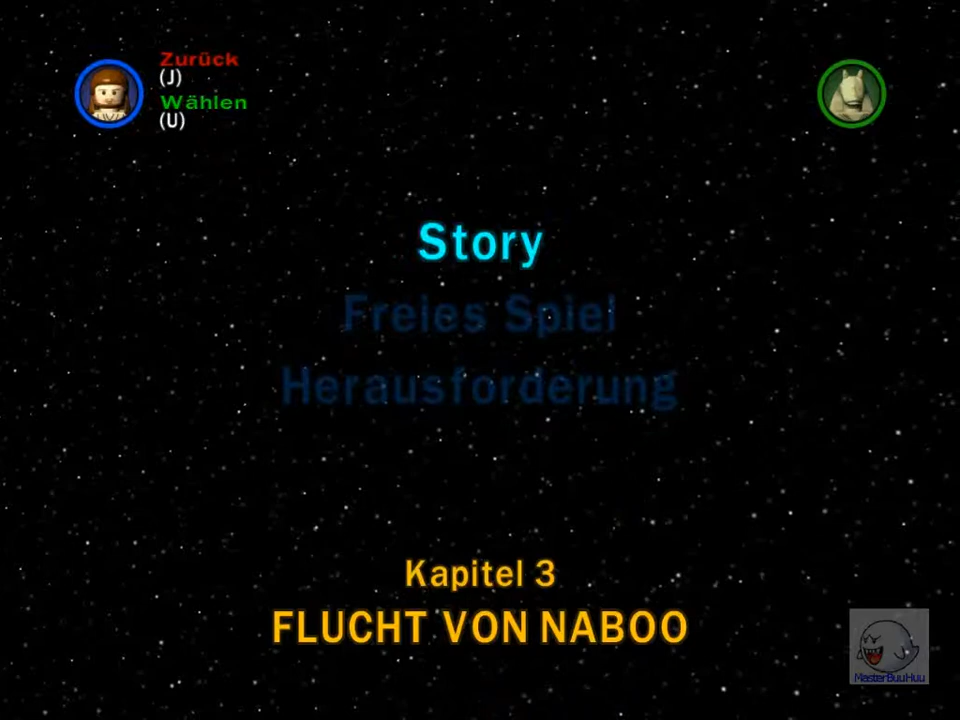 Zurück
(J)
Wählen
(U)
Story
Freies Spiel
Herausforderung
Kapitel 3
FLUCHT VON NABOO
MasterBuuHuu